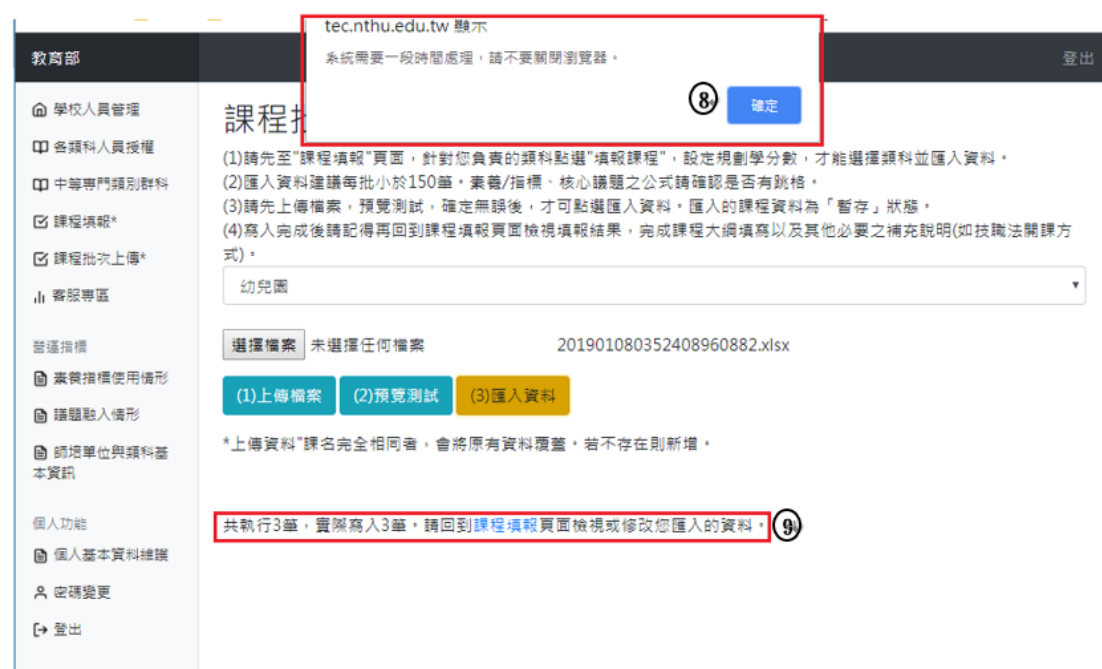 tec.nthu.edu.tw 顯示
系統需要一段時間處理，請不要關閉瀏覽器。
⑧
確定
教育部
登出
學校人員管理
各類科人員授權
中等專門類別群科
課程填報*
課程批次上傳*
客服專區
營運指標
素養指標使用情形
議題融入情形
師培單位與類科基
本資訊
個人功能
個人基本資料維護
密碼變更
登出
課程批
(1)請先至"課程填報"頁面，針對您負責的類科點選"填報課程"，設定規劃學分數，才能選擇類科並匯入資料。
(2)匯入資料建議每批小於150筆。素養/指標、核心議題之公式請確認是否有跳格。
(3)請先上傳檔案，預覽測試，確定無誤後，才可點選匯入資料。匯入的課程資料為「暫存」狀態。
(4)寫入完成後請記得再回到課程填報頁面檢視填報結果，完成課程大綱填寫以及其他必要之補充說明(如技職法開課方
式)。
幼兒園
選擇檔案 未選擇任何檔案 201901080352408960882.xlsx
(1)上傳檔案 (2)預覽測試 (3)匯入資料
*上傳資料"課名完全相同者，會將原有資料覆蓋。若不存在則新增。
共執行3筆，實際寫入3筆。請回到課程填報頁面檢視或修改您匯入的資料。 ⑨